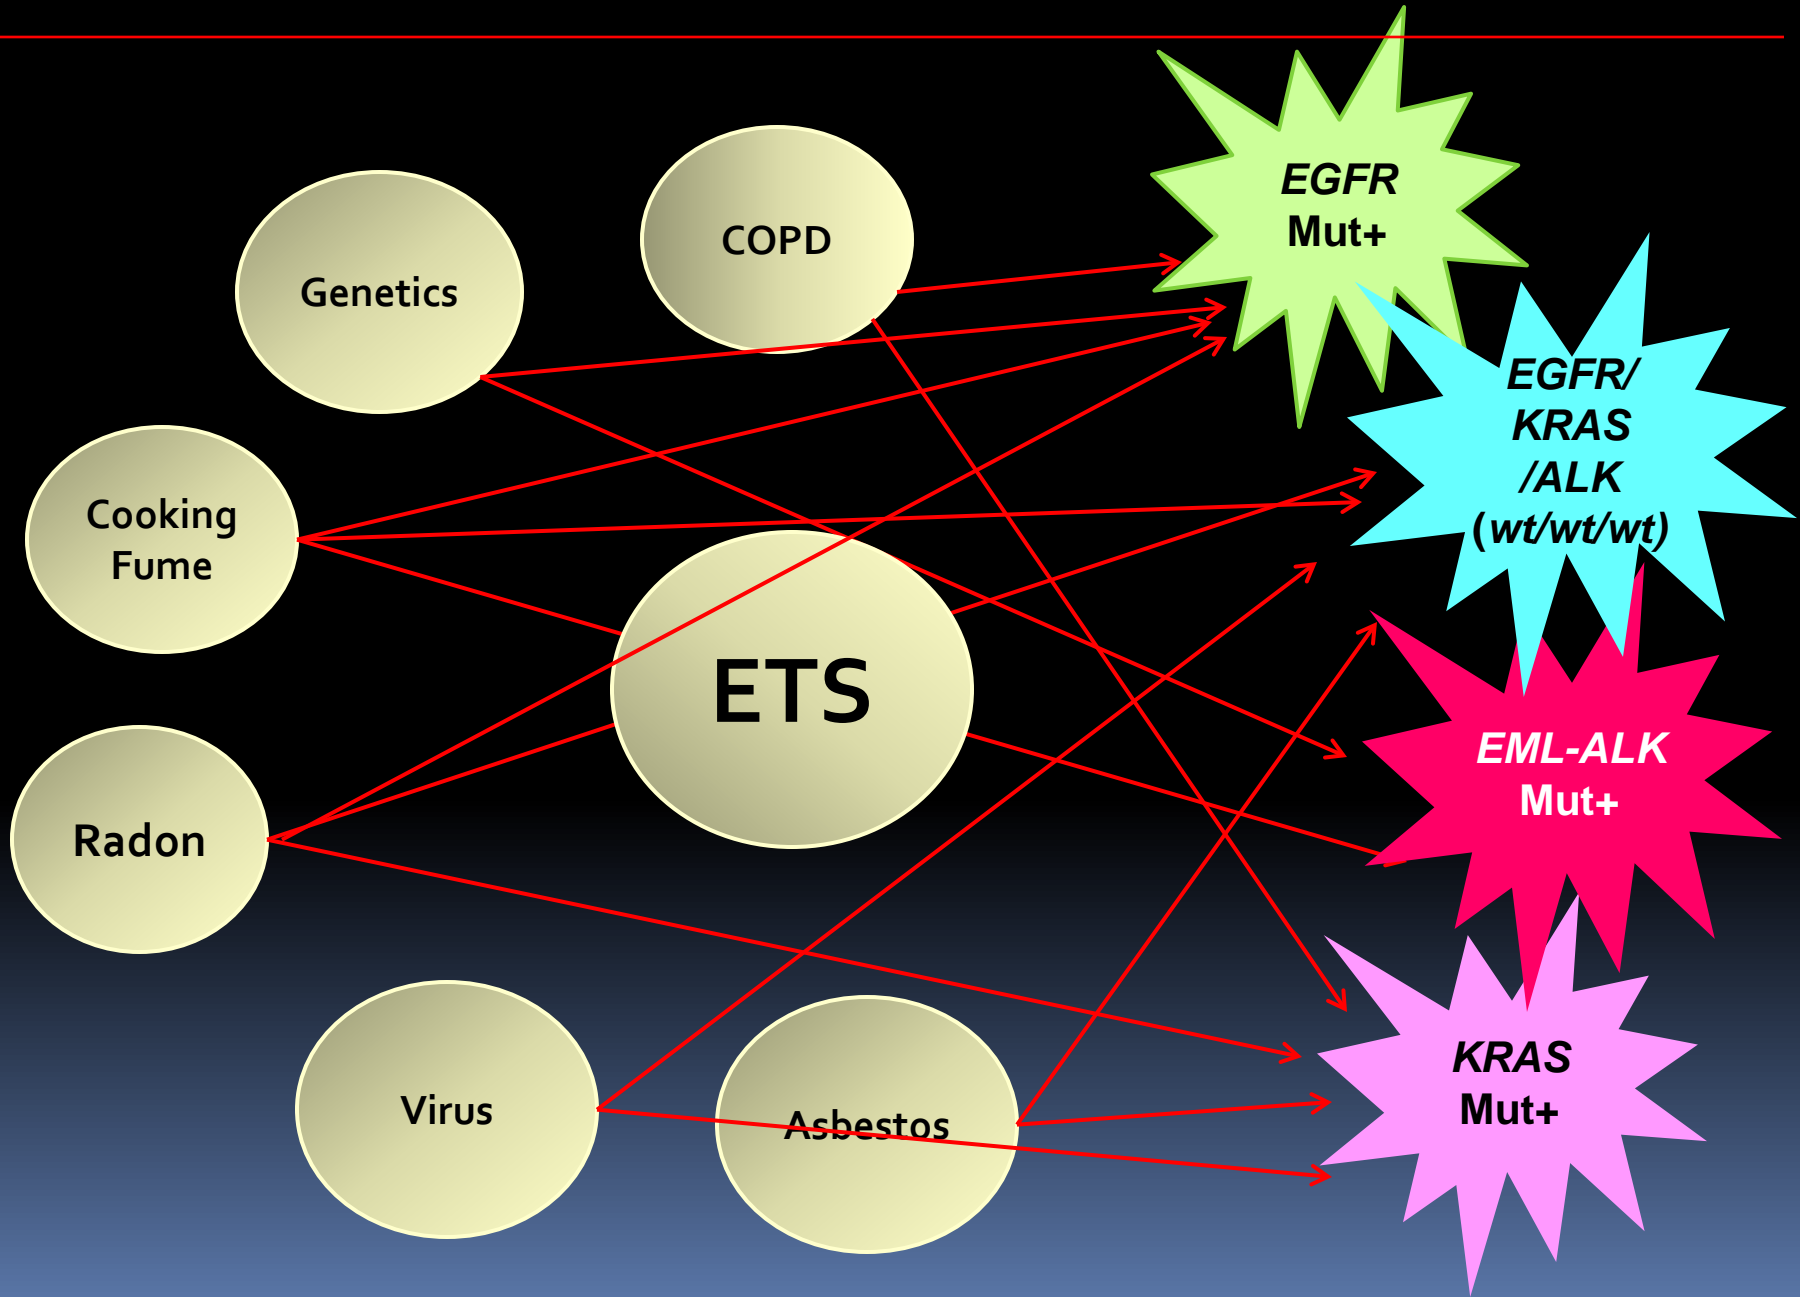 COPD
Genetics
Cooking
Fume
ETS
Radon
Virus
Asbestos
EGFR
Mut+
EGFR/
KRAS
/ALK
(wt/wt/wt)
EML-ALK
Mut+
KRAS
Mut+